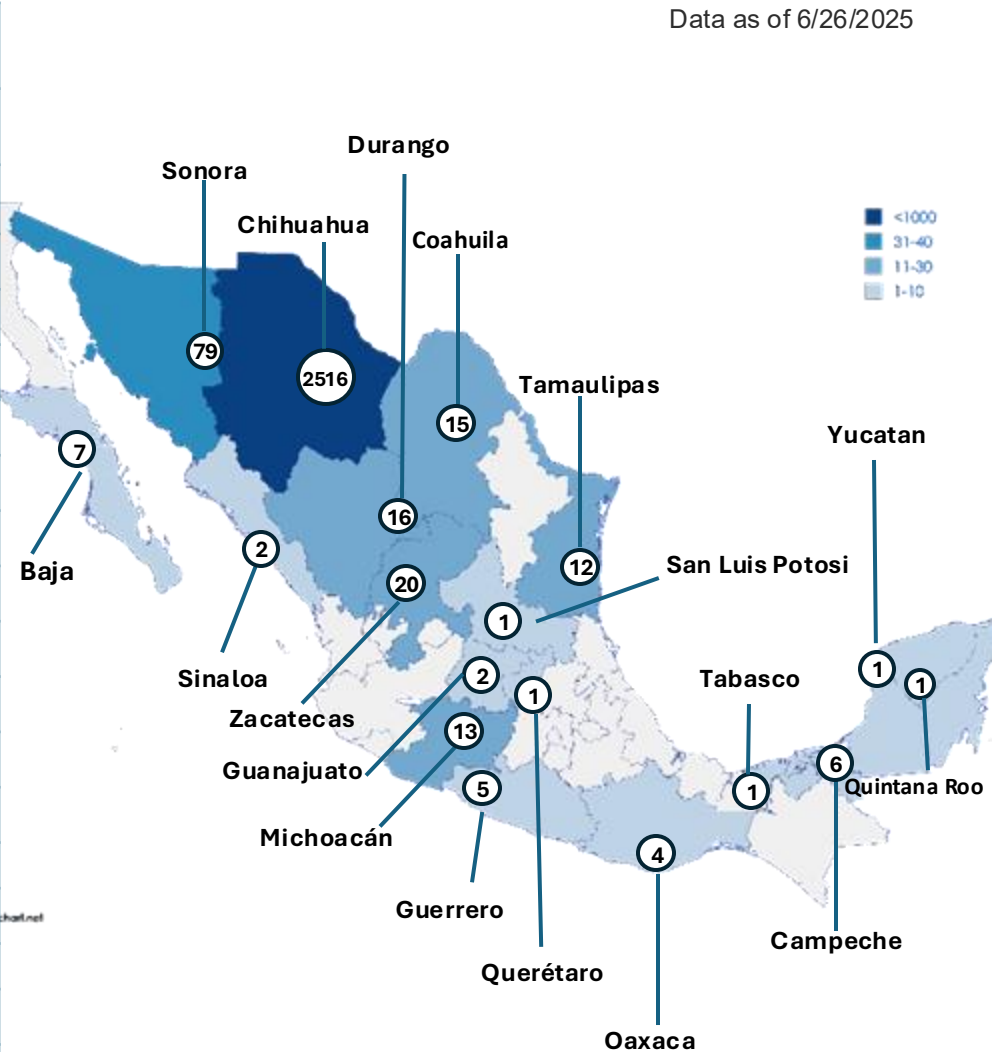 Data as of 6/26/2025
Durango
Sonora
Chihuahua
Coahuila
<1000
31-40
11-30
1-10
79
2516
Tamaulipas
15
Yucatan
7
16
Baja
2
12
San Luis Potosi
20
1
Sinaloa
2
Tabasco
1
1
1
Zacatecas
13
Guanajuato
6
Quintana Roo
5
1
Michoacán
4
Guerrero
Campeche
Querétaro
Oaxaca